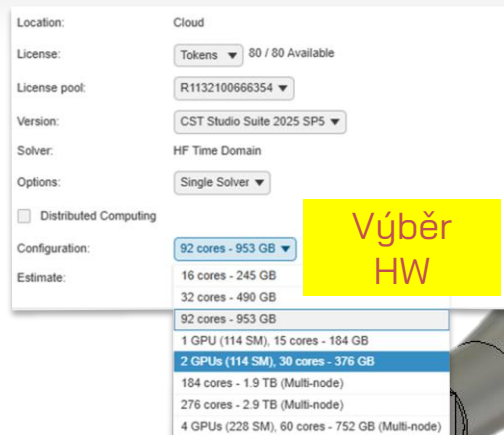 Location: Cloud
License: Tokens 80 / 80 Available
License pool: R1132100666354
Version: CST Studio Suite 2025 SP5
Solver: HF Time Domain
Options: Single Solver
Distributed Computing
Configuration: 92 cores - 953 GB
Estimate:
16 cores - 245 GB
32 cores - 490 GB
92 cores - 953 GB
1 GPU (114 SM), 15 cores - 184 GB
2 GPUs (114 SM), 30 cores - 376 GB
184 cores - 1.9 TB (Multi-node)
276 cores - 2.9 TB (Multi-node)
4 GPUs (228 SM), 60 cores - 752 GB (Multi-node)
Výběr
HW